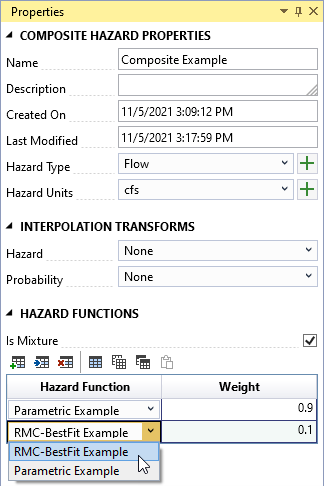 Properties
COMPOSITE HAZARD PROPERTIES
Name Composite Example
Description
Created On 11/5/2021 3:09:12 PM
Last Modified 11/5/2021 3:17:59 PM
Hazard Type Flow
Hazard Units cfs
INTERPOLATION TRANSFORMS
Hazard None
Probability None
HAZARD FUNCTIONS
Is Mixture
Hazard Function Weight
Parametric Example 0.9
RMC-BestFit Example 0.1
RMC-BestFit Example
Parametric Example